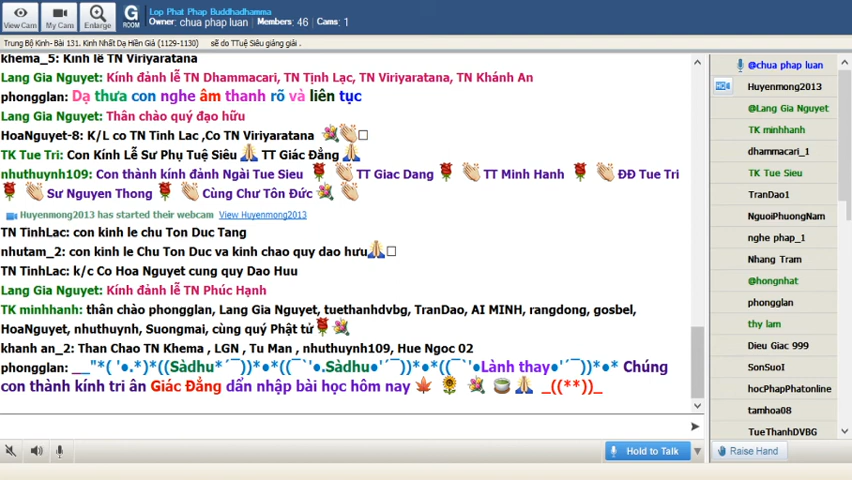 View Cam
My Cam
Enlarge
G
ROOM
Lop Phat Phap Buddhadhamma
Owner: chua phap luan Members: 46 Cams: 1
Trung Bộ Kinh- Bài 131. Kinh Nhất Dạ Hiền Giả (1129-1130) sẽ do TTuệ Siêu giảng giải .
khema_5: Kính lễ TN Viriyaratana
Lang Gia Nguyet: Kính đảnh lễ TN Dhammacari, TN Tịnh Lạc, TN Viriyaratana, TN Khánh An
phongglan: Dạ thưa con nghe âm thanh rõ và liên tục
Lang Gia Nguyet: Thân chào quý đạo hữu
HoaNguyet-8: K/L co TN Tinh Lac ,Co TN Viriyaratana
TK Tue Tri: Con Kính Lễ Sư Phụ Tuệ Siêu TT Giác Đẳng
nhuthuynh109: Con thành kính đảnh Ngài Tue Sieu TT Giac Dang TT Minh Hanh ĐĐ Tue Tri
Sư Nguyen Thong Cùng Chư Tôn Đức
Huyenmong2013 has started their webcam View Huyenmong2013
TN TinhLac: con kinh le chu Ton Duc Tang
nhutam_2: con kinh le Chu Ton Duc va kinh chao quy dao hưu
TN TinhLac: k/c Co Hoa Nguyet cung quy Dao Huu
Lang Gia Nguyet: Kính đảnh lễ TN Phúc Hạnh
TK minhhanh: thân chào phongglan, Lang Gia Nguyet, tuethanhdvbg, TranDao, AI MINH, rangdong, gosbel,
HoaNguyet, nhuthuynh, Suongmai, cùng quý Phật tử
khanh an_2: Than Chao TN Khema , LGN , Tu Man , nhuthuynh109, Hue Ngoc 02
phongglan: __"*( '•.*)*((Sàdhu*´¯`))*•*((¯`'•.Sàdhu•'´¯))*•*((¯`'•Lành thay•'´¯))*•* Chúng
con thành kính tri ân Giác Đẳng dẫn nhập bài học hôm nay _((**))_
Hold to Talk
@chua phap luan
HD
Huyenmong2013
@Lang Gia Nguyet
TK minhhanh
dhammacari_1
TK Tue Sieu
TranDao1
NguoiPhuongNam
nghe phap_1
Nhang Tram
@hongnhat
phongglan
thy lam
Dieu Giac 999
SonSuoI
hocPhapPhatonline
tamhoa08
TueThanhDVBG
Raise Hand